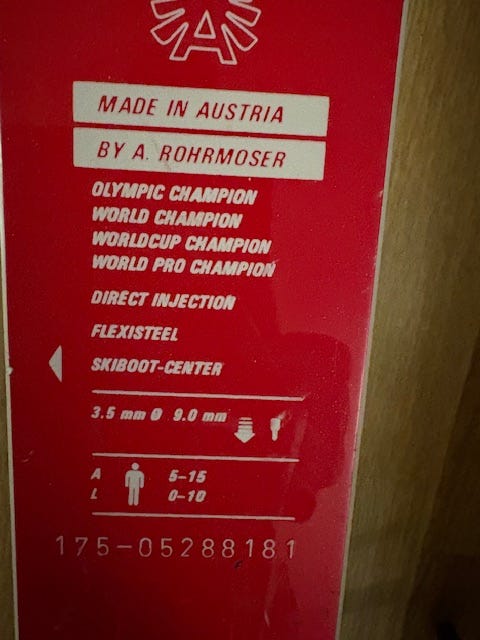 A
MADE IN AUSTRIA
BY A. ROHRMOSER
OLYMPIC CHAMPION
WORLD CHAMPION
WORLDCUP CHAMPION
WORLD PRO CHAMPION
DIRECT INJECTION
FLEXISTEEL
SKIBOOT-CENTER
3.5 mm Ø 9.0 mm
A 5-15
L 0-10
175-05288181